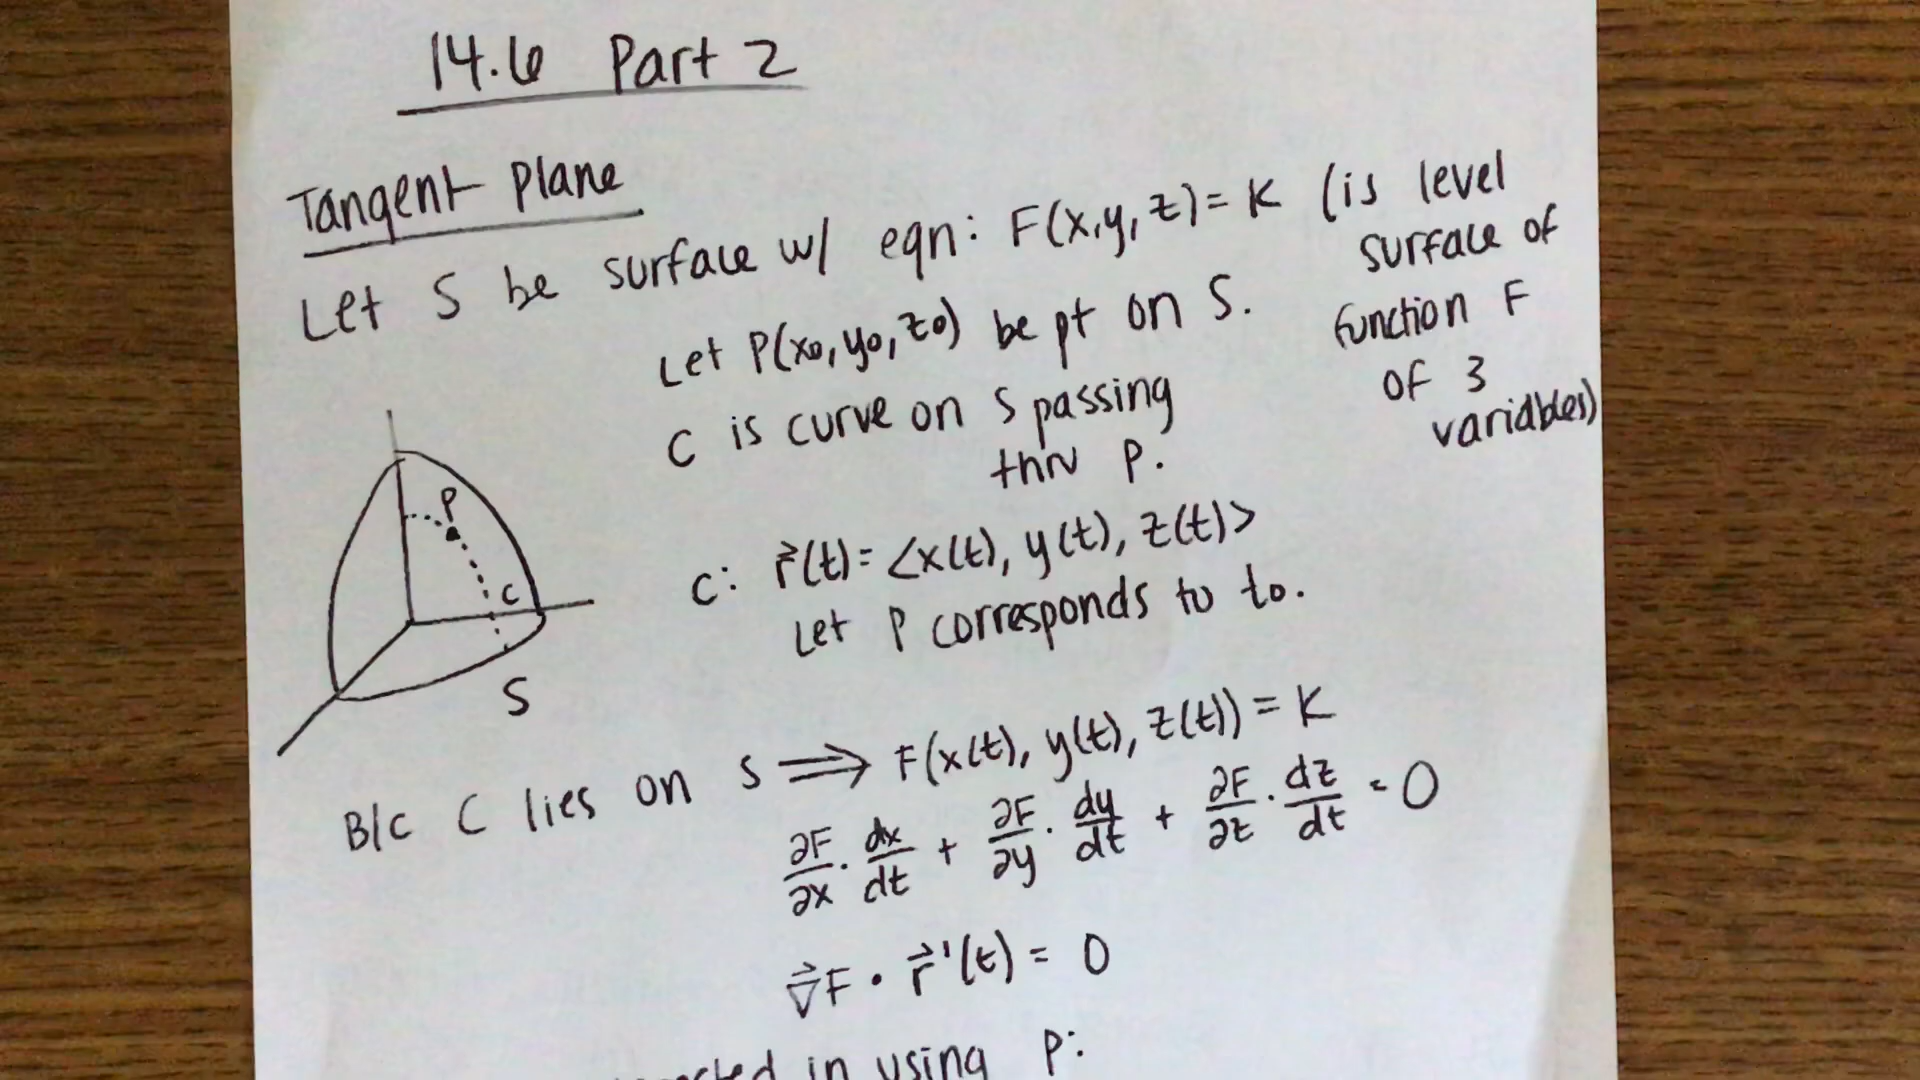 14.6 Part 2
Tangent Plane
Let S be surface w/ eqn: F(x,y,z)= K (is level
surface of
function F
of 3
variables)
Let P(x0,y0,z0) be pt on S.
C is curve on S passing
thru P.
P
C
S
C: r⃗(t)= <x(t), y(t), z(t)>
Let P corresponds to to.
B/c C lies on S ⟹ F(x(t), y(t), z(t)) = K
∂F/∂x · dx/dt + ∂F/∂y · dy/dt + ∂F/∂z · dz/dt = 0
∇⃗F • r⃗'(t) = 0
in using P: